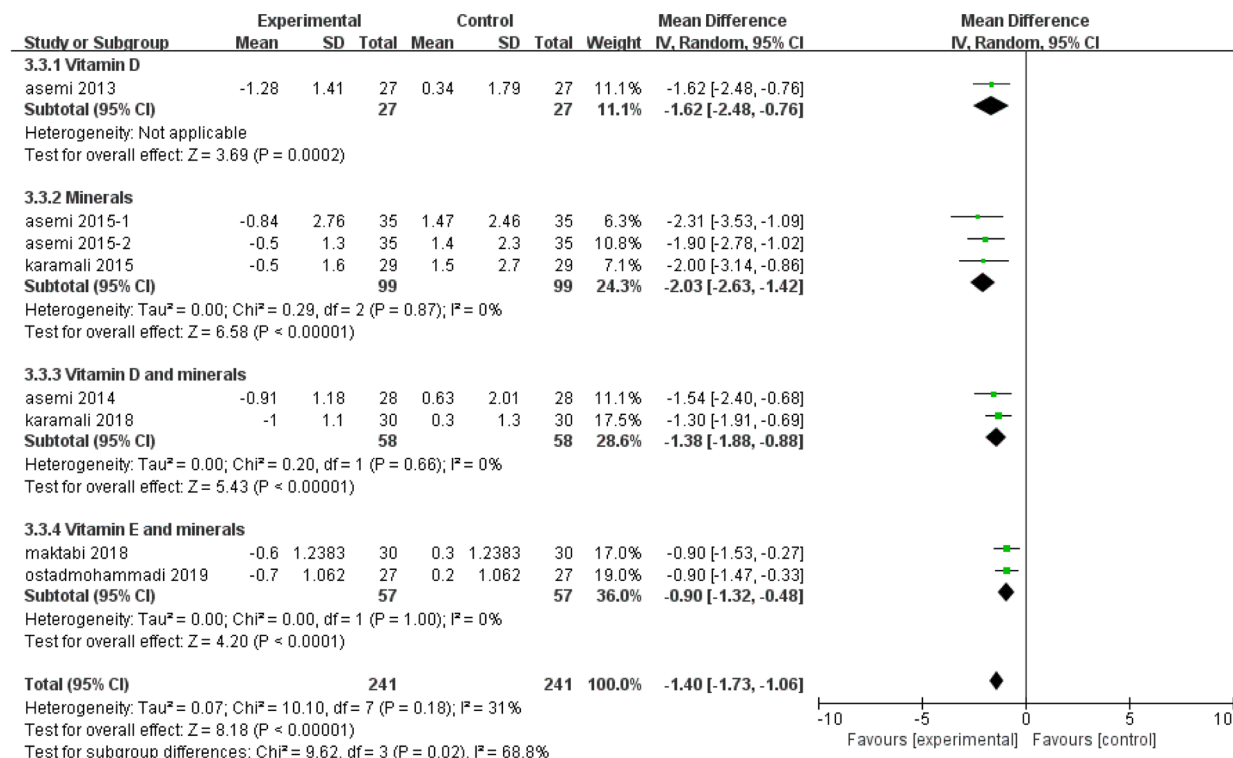 Experimental Control Mean Difference Mean Difference
Study or Subgroup Mean SD Total Mean SD Total Weight IV, Random, 95% CI IV, Random, 95% CI
3.3.1 Vitamin D
asemi 2013 -1.28 1.41 27 0.34 1.79 27 11.1% -1.62 [-2.48, -0.76]
Subtotal (95% CI) 27 27 11.1% -1.62 [-2.48, -0.76]
Heterogeneity: Not applicable
Test for overall effect: Z = 3.69 (P = 0.0002)
3.3.2 Minerals
asemi 2015-1 -0.84 2.76 35 1.47 2.46 35 6.3% -2.31 [-3.53, -1.09]
asemi 2015-2 -0.5 1.3 35 1.4 2.3 35 10.8% -1.90 [-2.78, -1.02]
karamali 2015 -0.5 1.6 29 1.5 2.7 29 7.1% -2.00 [-3.14, -0.86]
Subtotal (95% CI) 99 99 24.3% -2.03 [-2.63, -1.42]
Heterogeneity: Tau² = 0.00; Chi² = 0.29, df = 2 (P = 0.87); I² = 0%
Test for overall effect: Z = 6.58 (P < 0.00001)
3.3.3 Vitamin D and minerals
asemi 2014 -0.91 1.18 28 0.63 2.01 28 11.1% -1.54 [-2.40, -0.68]
karamali 2018 -1 1.1 30 0.3 1.3 30 17.5% -1.30 [-1.91, -0.69]
Subtotal (95% CI) 58 58 28.6% -1.38 [-1.88, -0.88]
Heterogeneity: Tau² = 0.00; Chi² = 0.20, df = 1 (P = 0.66); I² = 0%
Test for overall effect: Z = 5.43 (P < 0.00001)
3.3.4 Vitamin E and minerals
maktabi 2018 -0.6 1.2383 30 0.3 1.2383 30 17.0% -0.90 [-1.53, -0.27]
ostadmohammadi 2019 -0.7 1.062 27 0.2 1.062 27 19.0% -0.90 [-1.47, -0.33]
Subtotal (95% CI) 57 57 36.0% -0.90 [-1.32, -0.48]
Heterogeneity: Tau² = 0.00; Chi² = 0.00, df = 1 (P = 1.00); I² = 0%
Test for overall effect: Z = 4.20 (P < 0.0001)
Total (95% CI) 241 241 100.0% -1.40 [-1.73, -1.06]
Heterogeneity: Tau² = 0.07; Chi² = 10.10, df = 7 (P = 0.18); I² = 31%
Test for overall effect: Z = 8.18 (P < 0.00001)
Test for subgroup differences: Chi² = 9.62, df = 3 (P = 0.02), I² = 68.8%
-10 -5 0 5 10
Favours [experimental] Favours [control]